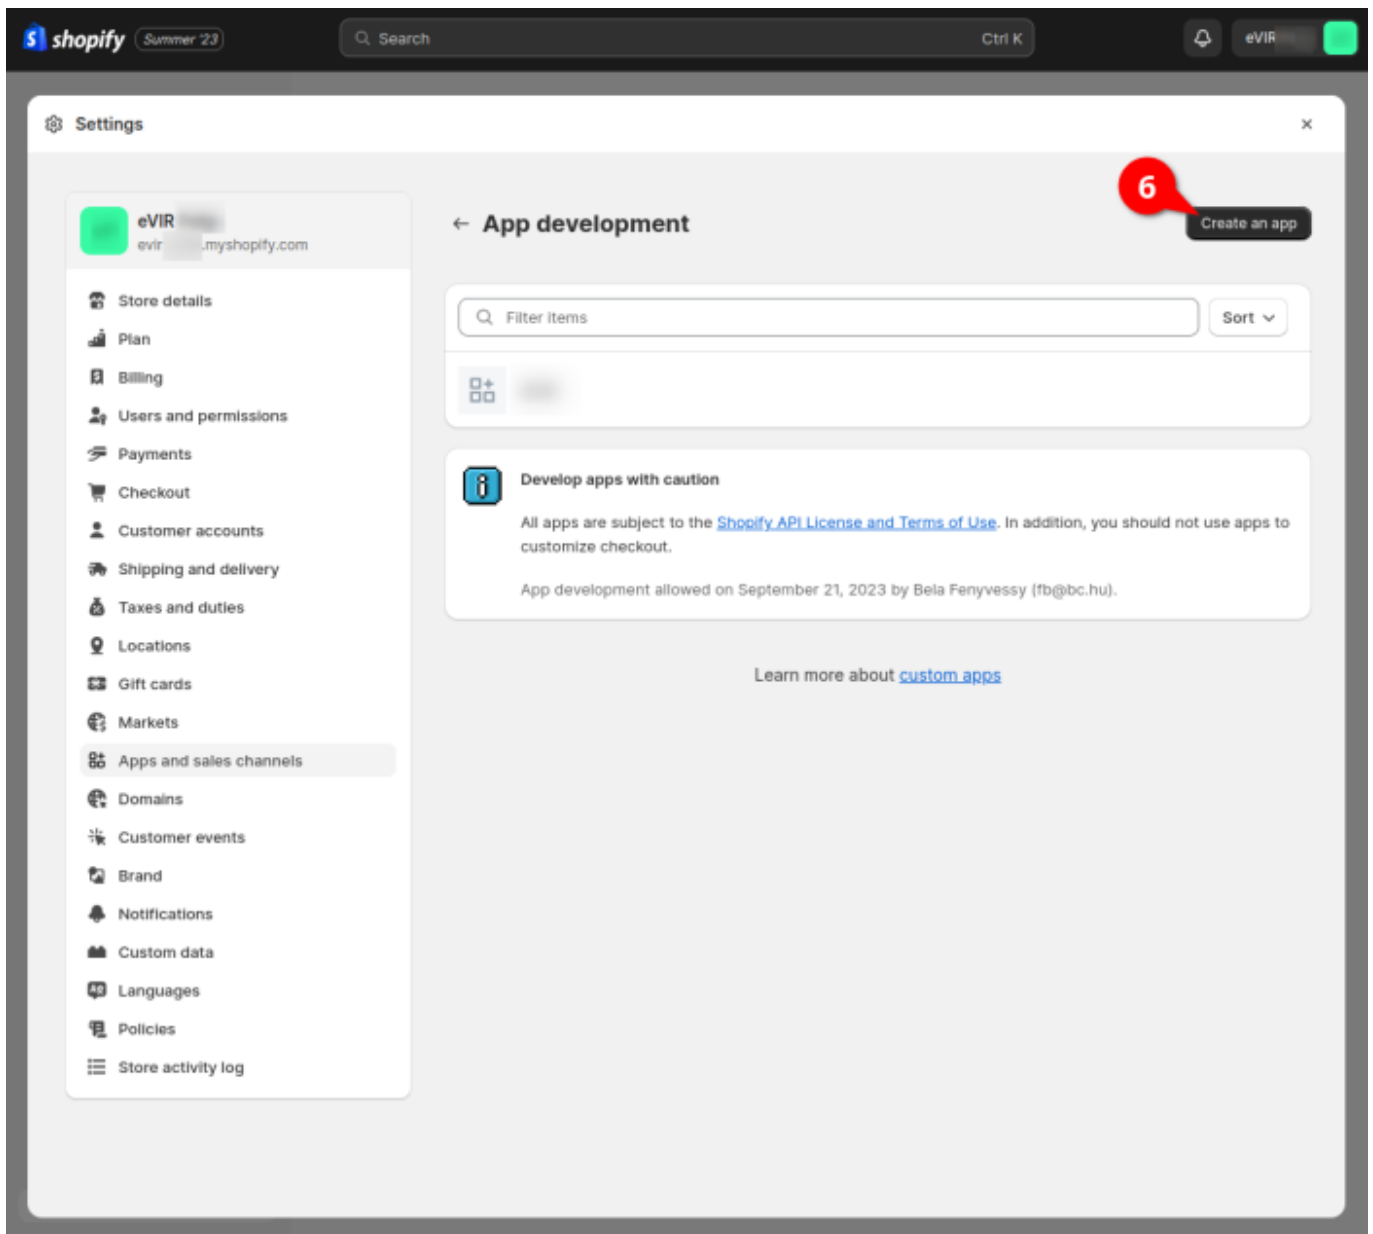 shopify Summer '23
Search Ctrl K
eVIR
Settings
eVIR
evir .myshopify.com
Store details
Plan
Billing
Users and permissions
Payments
Checkout
Customer accounts
Shipping and delivery
Taxes and duties
Locations
Gift cards
Markets
Apps and sales channels
Domains
Customer events
Brand
Notifications
Custom data
Languages
Policies
Store activity log
← App development
6
Create an app
Filter items
Sort
Develop apps with caution
All apps are subject to the Shopify API License and Terms of Use. In addition, you should not use apps to
customize checkout.
App development allowed on September 21, 2023 by Bela Fenyvessy (fb@bc.hu).
Learn more about custom apps